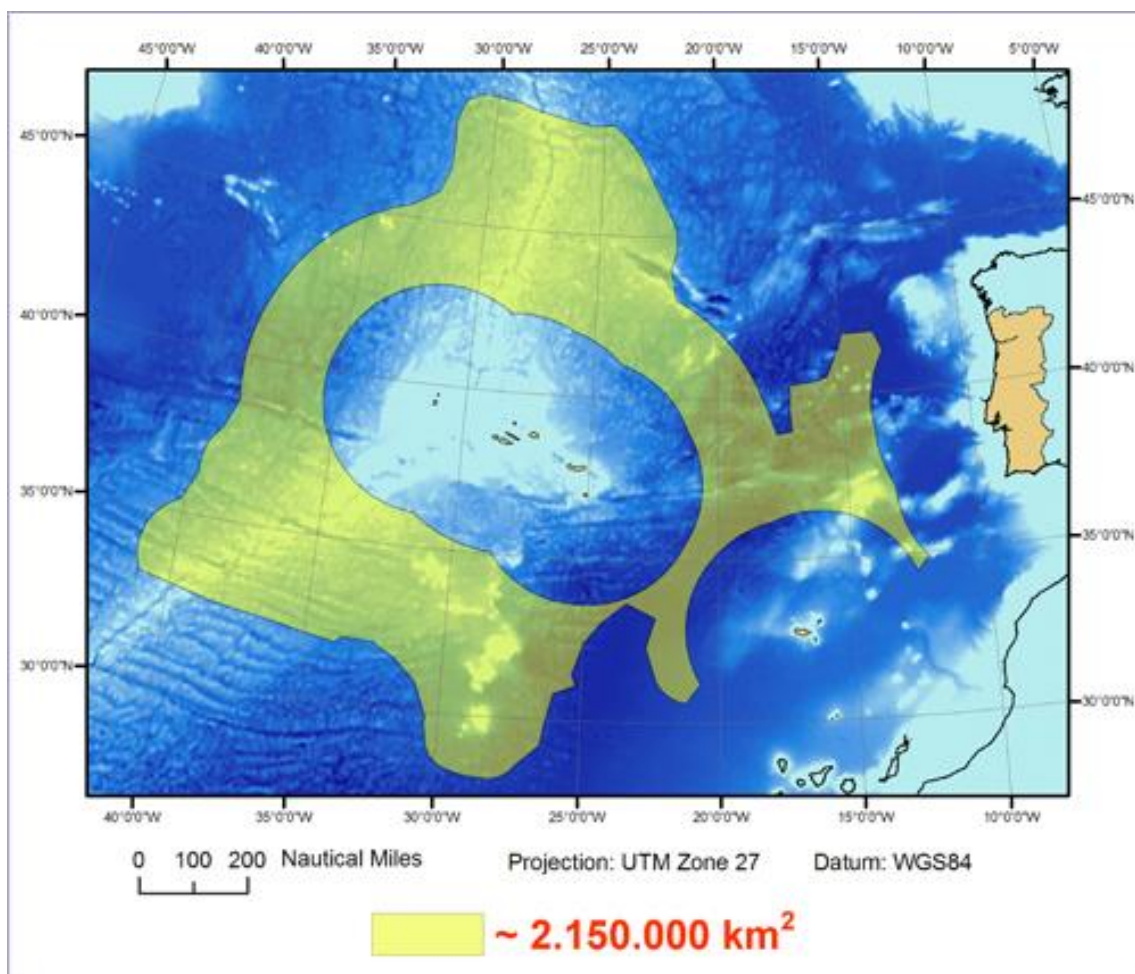 45°0'0"W 40°0'0"W 35°0'0"W 30°0'0"W 25°0'0"W 20°0'0"W 15°0'0"W 10°0'0"W 5°0'0"W
45°0'0"N
45°0'0"N
40°0'0"N
40°0'0"N
35°0'0"N
35°0'0"N
30°0'0"N
30°0'0"N
40°0'0"W 35°0'0"W 30°0'0"W 25°0'0"W 20°0'0"W 15°0'0"W 10°0'0"W
0 100 200 Nautical Miles Projection: UTM Zone 27 Datum: WGS84
~ 2.150.000 km²